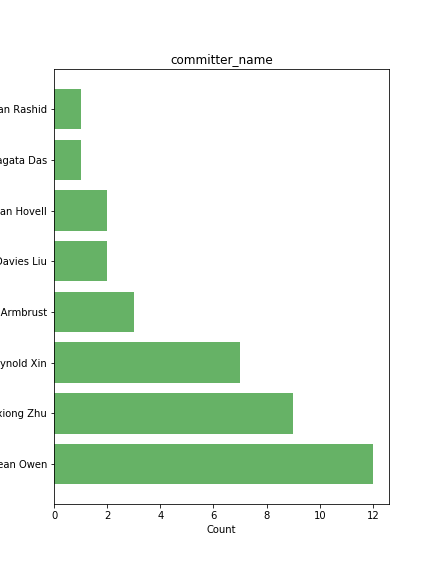 committer_name
an Rashid
agata Das
an Hovell
Davies Liu
Armbrust
ynold Xin
xiong Zhu
ean Owen
0 2 4 6 8 10 12
Count